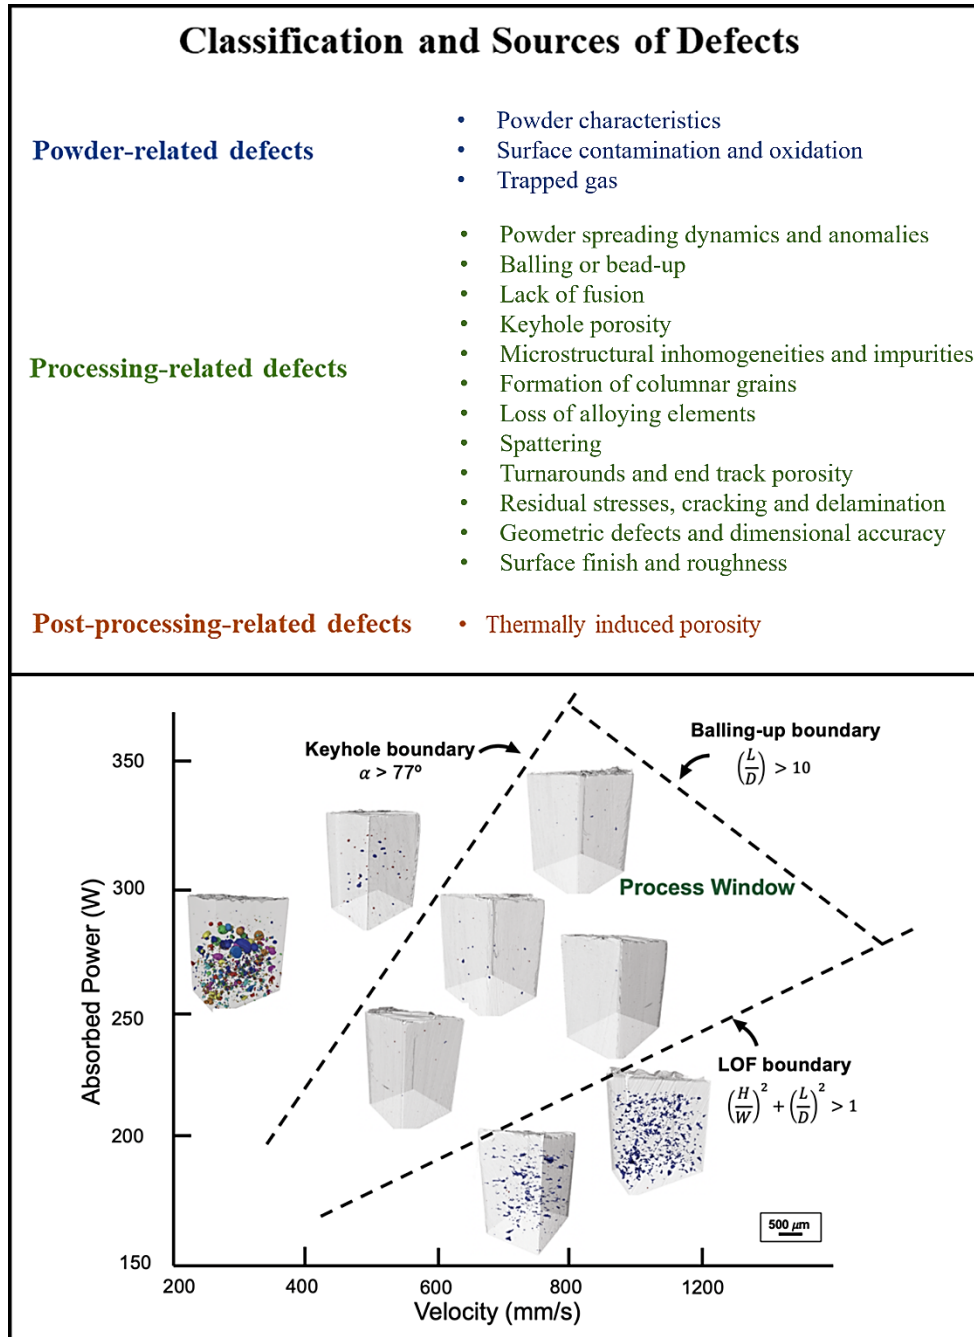 Classification and Sources of Defects
Powder-related defects
• Powder characteristics
• Surface contamination and oxidation
• Trapped gas
Processing-related defects
• Powder spreading dynamics and anomalies
• Balling or bead-up
• Lack of fusion
• Keyhole porosity
• Microstructural inhomogeneities and impurities
• Formation of columnar grains
• Loss of alloying elements
• Spattering
• Turnarounds and end track porosity
• Residual stresses, cracking and delamination
• Geometric defects and dimensional accuracy
• Surface finish and roughness
Post-processing-related defects
• Thermally induced porosity
Keyhole boundary
α > 77º
Balling-up boundary
(L/D) > 10
Process Window
LOF boundary
(H/W)² + (L/D)² > 1
500 μm
Absorbed Power (W)
350
300
250
200
150
200 400 600 800 1200
Velocity (mm/s)